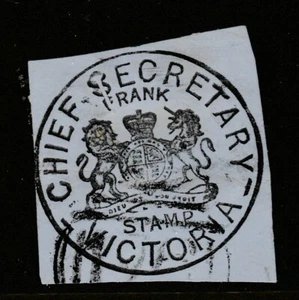 CHIEF SECRETARY
FRANK
DIEU ET MON DROIT
STAMP
VICTORIA